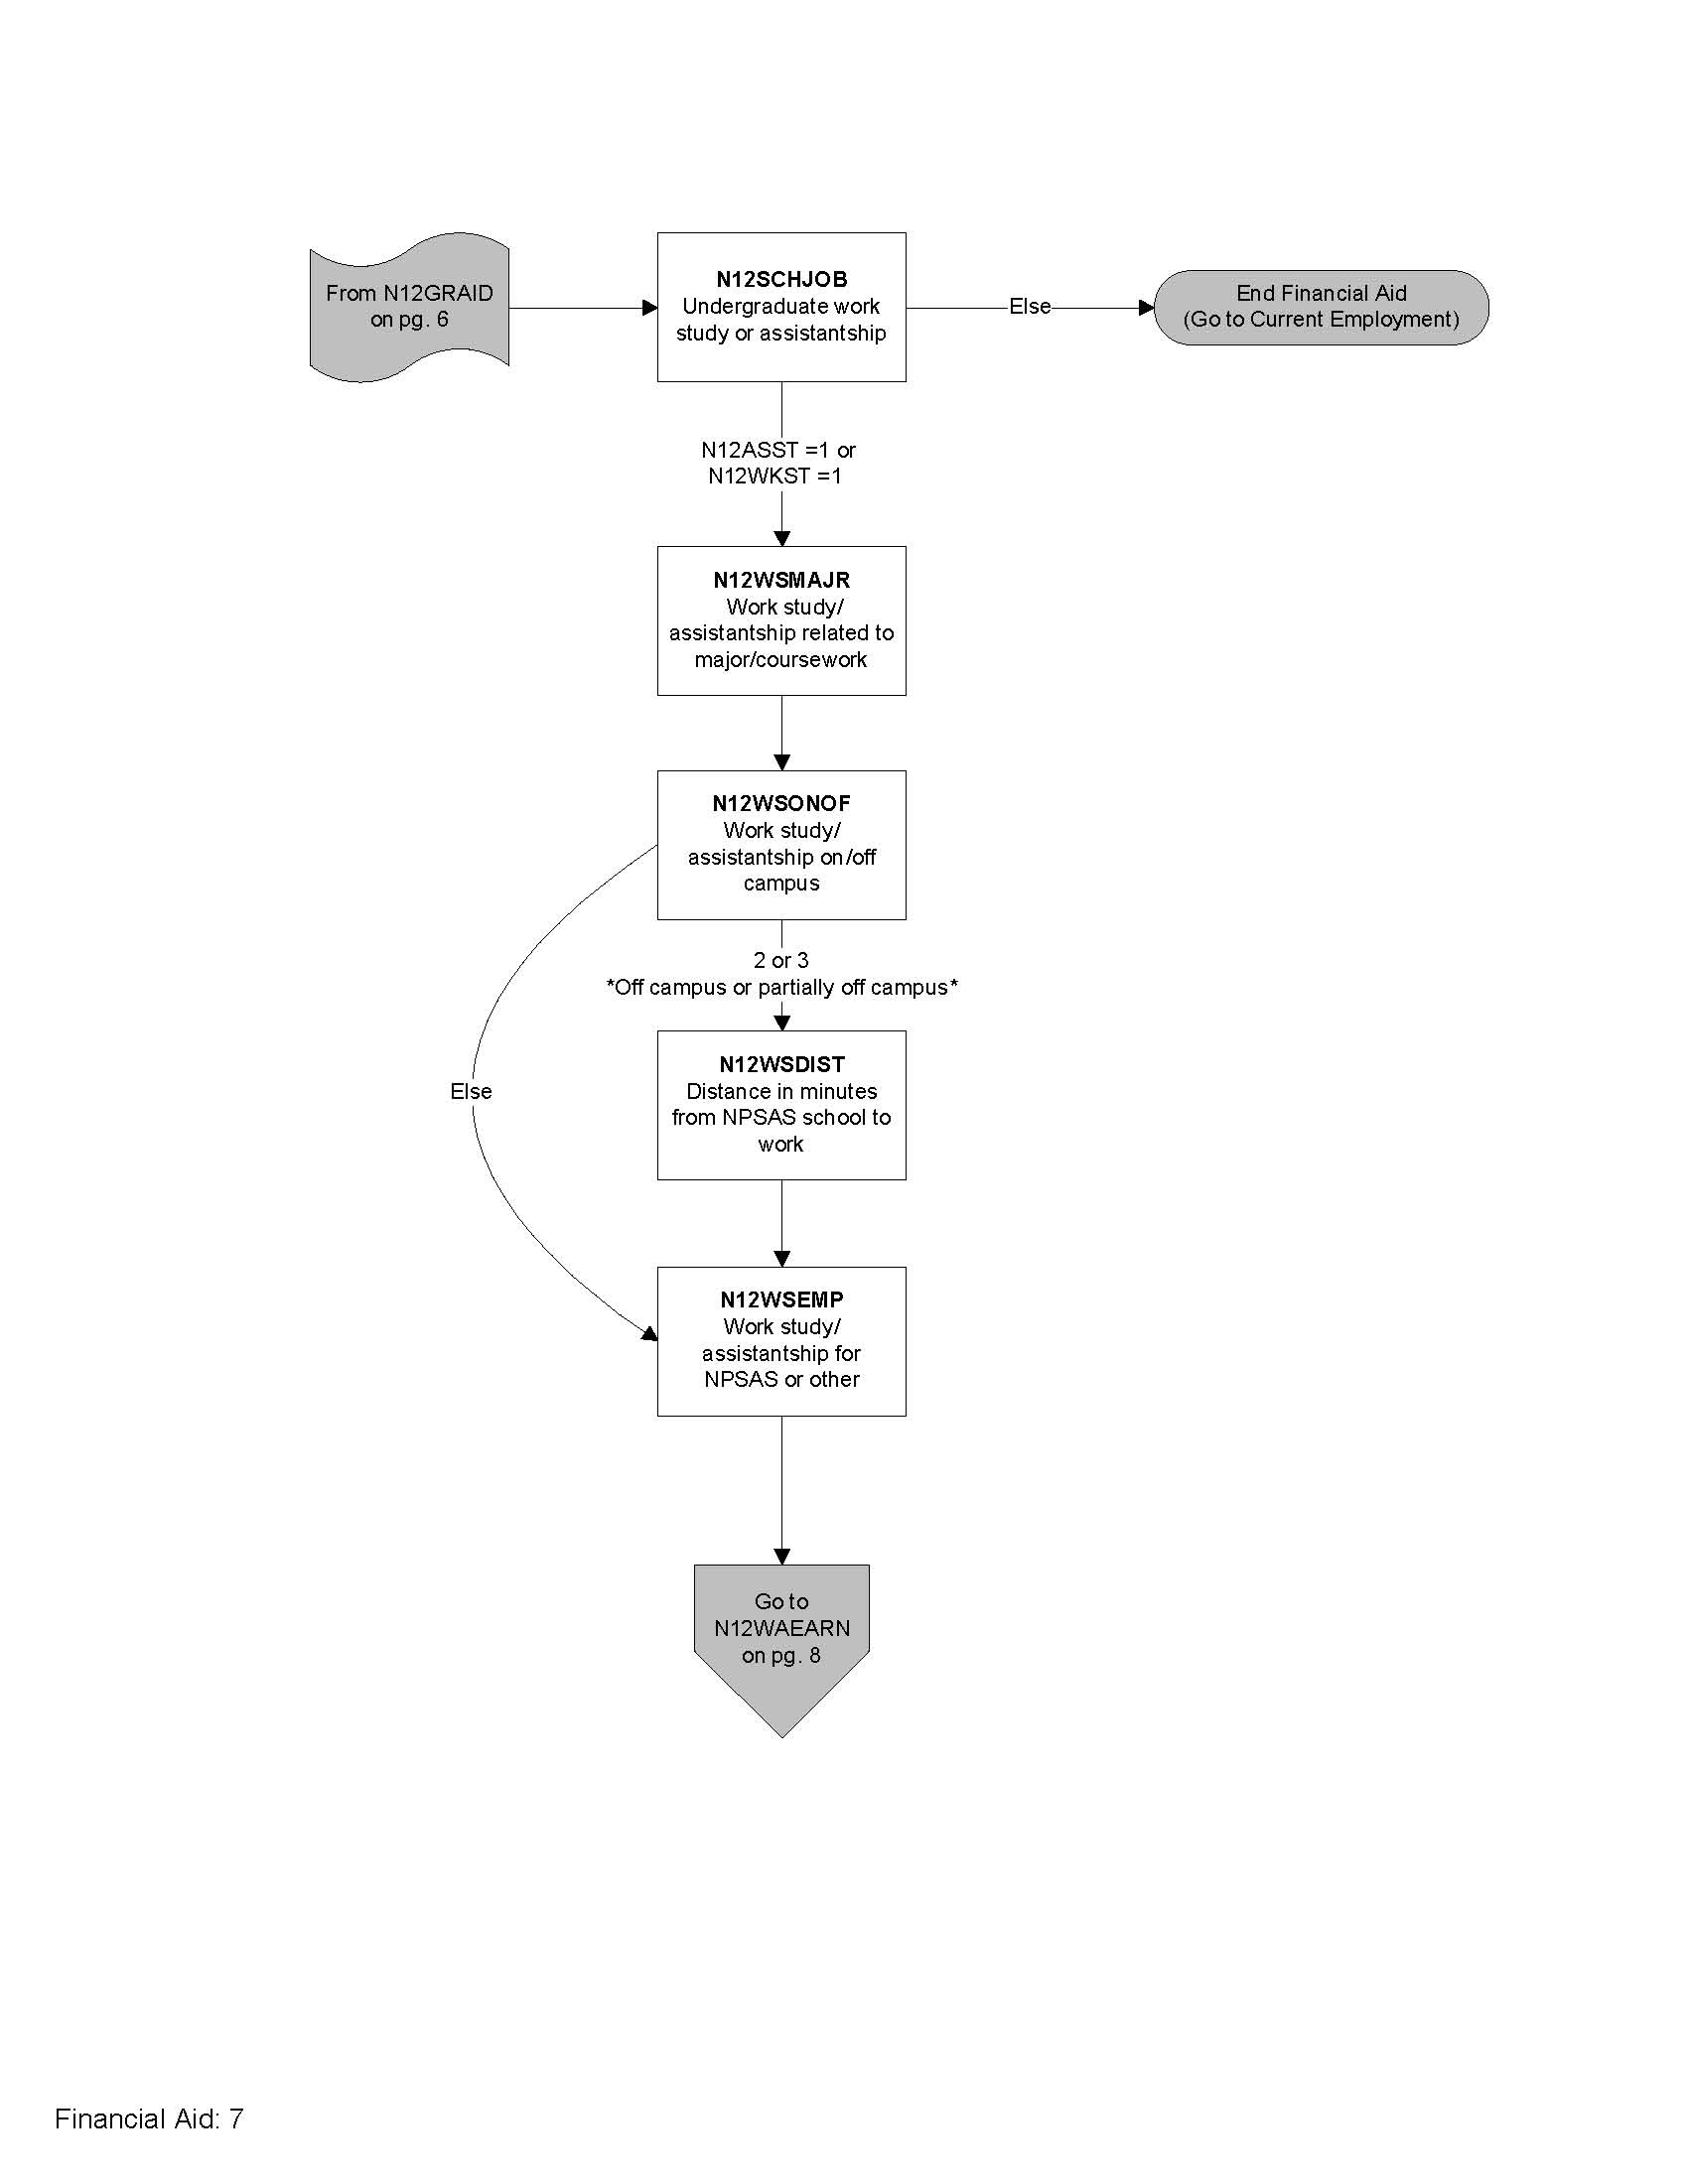 From N12GRAID
on pg. 6
N12SCHJOB
Undergraduate work
study or assistantship
Else
End Financial Aid
(Go to Current Employment)
N12ASST =1 or
N12WKST =1
N12WSMAJR
Work study/
assistantship related to
major/coursework
N12WSONOF
Work study/
assistantship on/off
campus
2 or 3
*Off campus or partially off campus*
Else
N12WSDIST
Distance in minutes
from NPSAS school to
work
N12WSEMP
Work study/
assistantship for
NPSAS or other
Go to
N12WAEARN
on pg. 8
Financial Aid: 7